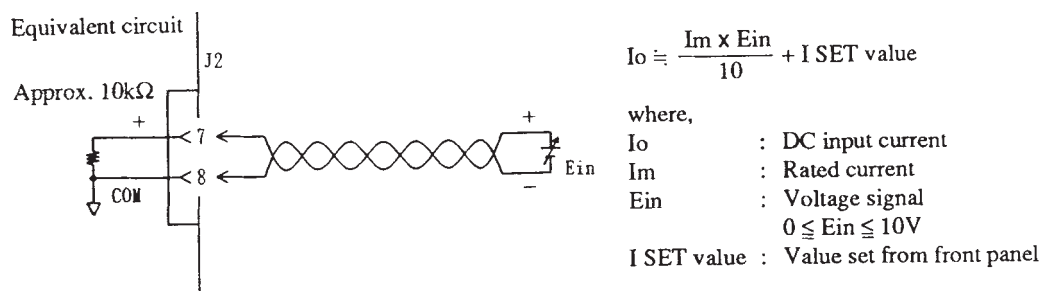 Equivalent circuit
J2
Approx. 10kΩ
+
7
8
COM
+
−
Ein
Io ≒ Im x Ein / 10 + I SET value
where,
Io : DC input current
Im : Rated current
Ein : Voltage signal
0 ≦ Ein ≦ 10V
I SET value : Value set from front panel